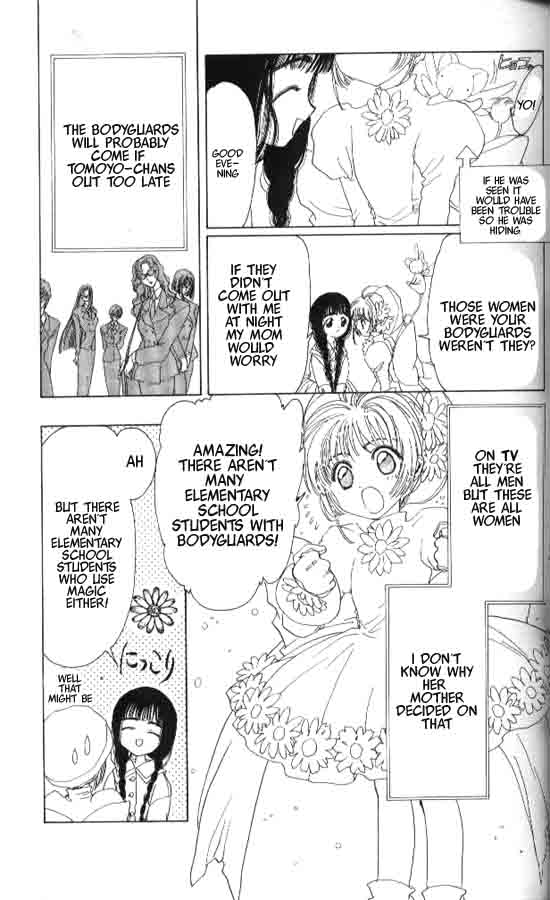 ヒョコッ
YO!
GOOD
EVE-
NING
IF HE WAS
SEEN IT
WOULD HAVE
BEEN TROUBLE
SO HE WAS
HIDING
THE BODYGUARDS
WILL PROBABLY
COME IF
TOMOYO-CHANS
OUT TOO LATE
THOSE WOMEN
WERE YOUR
BODYGUARDS
WEREN'T THEY?
IF THEY
DIDN'T
COME OUT
WITH ME
AT NIGHT
MY MOM
WOULD
WORRY
ON TV
THEY'RE
ALL MEN
BUT THESE
ARE ALL
WOMEN
AMAZING!
THERE AREN'T
MANY
ELEMENTARY
SCHOOL
STUDENTS WITH
BODYGUARDS!
I DON'T
KNOW WHY
HER
MOTHER
DECIDED ON
THAT
AH
BUT THERE
AREN'T
MANY
ELEMENTARY
SCHOOL
STUDENTS
WHO USE
MAGIC
EITHER!
にっこり
WELL
THAT
MIGHT BE